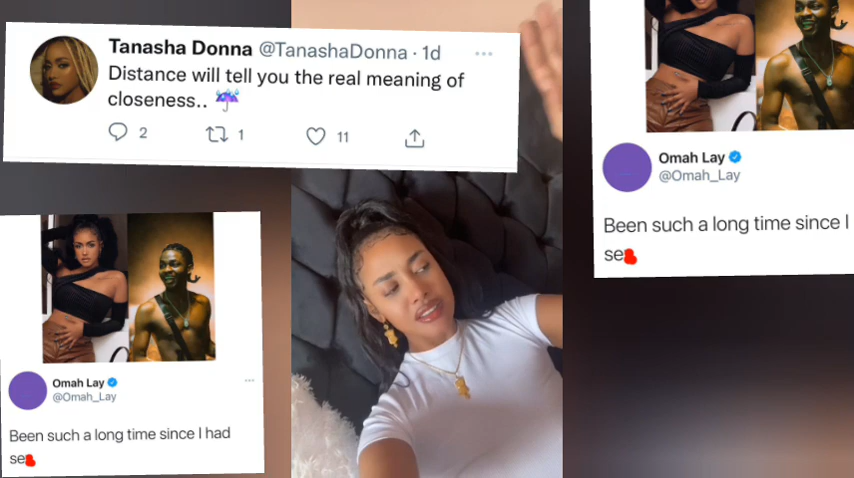 Tanasha Donna @TanashaDonna · 1d
Distance will tell you the real meaning of
closeness.. ☔
2 1 11
Omah Lay
@Omah_Lay
Been such a long time since I had
se
Omah Lay
@Omah_Lay
Been such a long time since I
se